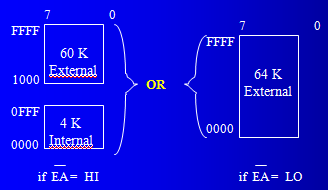 7 0
FFFF
60 K
External
1000
0FFF
4 K
Internal
0000
if EA= HI
OR
7 0
FFFF
64 K
External
0000
if EA= LO